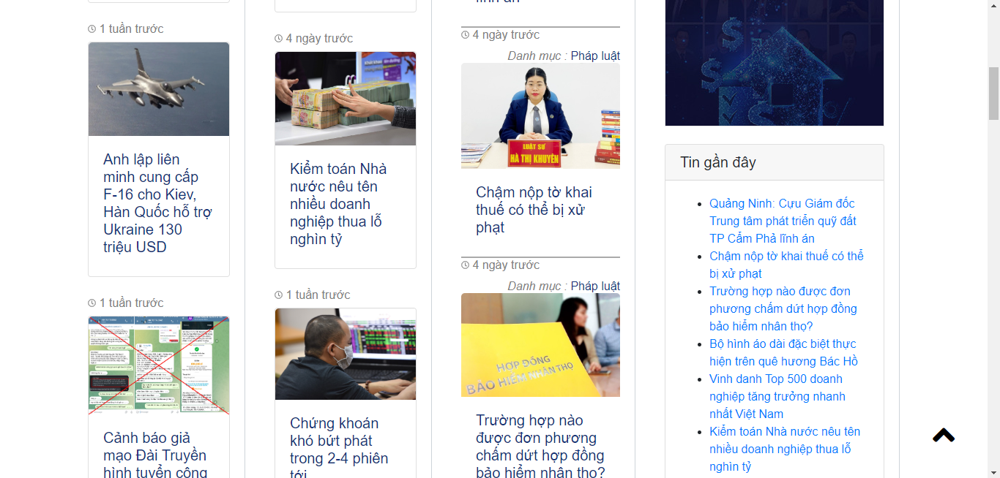 1 tuần trước
Anh lập liên
minh cung cấp
F-16 cho Kiev,
Hàn Quốc hỗ trợ
Ukraine 130
triệu USD
1 tuần trước
Cảnh báo giả
mạo Đài Truyền
hình tuyển công
4 ngày trước
Kiểm toán Nhà
nước nêu tên
nhiều doanh
nghiệp thua lỗ
nghìn tỷ
1 tuần trước
Chứng khoán
khó bứt phát
trong 2-4 phiên
tới
lĩnh án
4 ngày trước
Danh mục : Pháp luật
LUẬT SƯ
HÀ THỊ KHUYÊN
Chậm nộp tờ khai
thuế có thể bị xử
phạt
4 ngày trước
Danh mục : Pháp luật
HỢP ĐỒNG
BẢO HIỂM NHÂN THỌ
Trường hợp nào
được đơn phương
chấm dứt hợp đồng
bảo hiểm nhân thọ?
Tin gần đây
Quảng Ninh: Cựu Giám đốc
Trung tâm phát triển quỹ đất
TP Cẩm Phả lĩnh án
Chậm nộp tờ khai thuế có thể
bị xử phạt
Trường hợp nào được đơn
phương chấm dứt hợp đồng
bảo hiểm nhân thọ?
Bộ hình áo dài đặc biệt thực
hiện trên quê hương Bác Hồ
Vinh danh Top 500 doanh
nghiệp tăng trưởng nhanh
nhất Việt Nam
Kiểm toán Nhà nước nêu tên
nhiều doanh nghiệp thua lỗ
nghìn tỷ